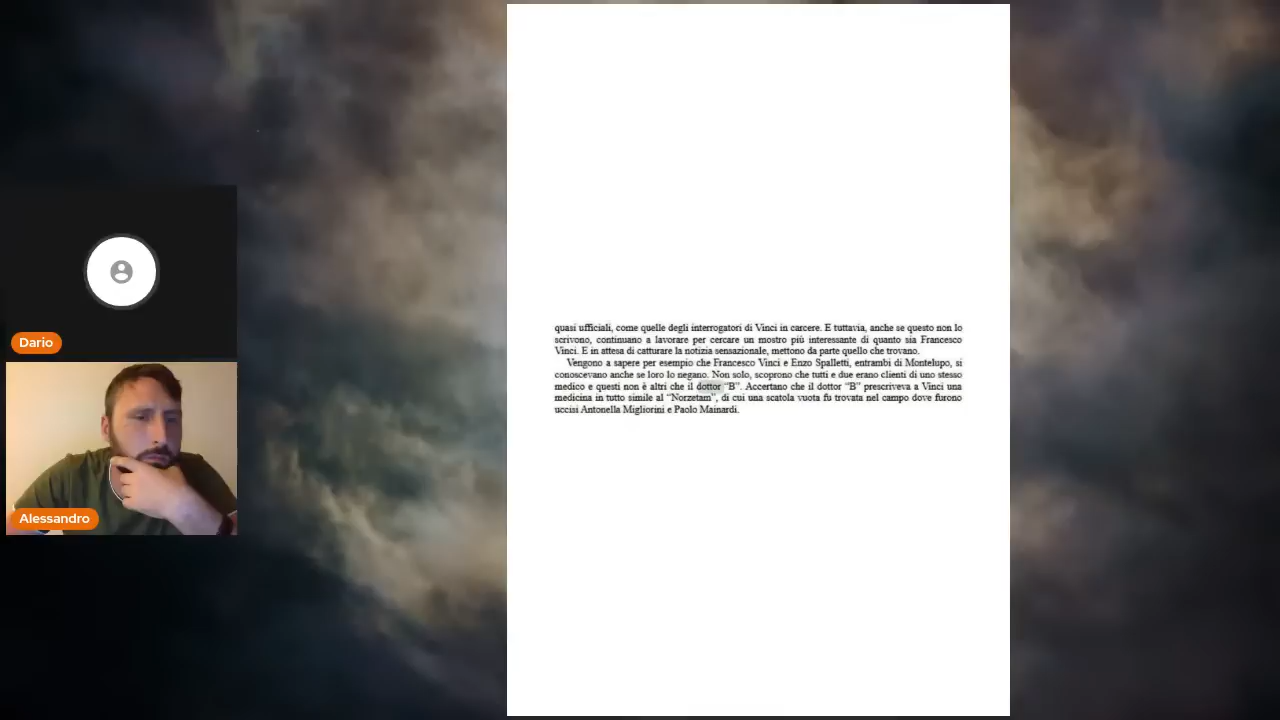 quasi ufficiali, come quelle degli interrogatori di Vinci in carcere. E tuttavia, anche se questo non lo
scrivono, continuano a lavorare per cercare un mostro più interessante di quanto sia Francesco
Vinci. E in attesa di catturare la notizia sensazionale, mettono da parte quello che trovano.
Vengono a sapere per esempio che Francesco Vinci e Enzo Spalletti, entrambi di Montelupo, si
conoscevano anche se loro lo negano. Non solo, scoprono che tutti e due erano clienti di uno stesso
medico e questi non è altri che il dottor “B”. Accertano che il dottor “B” prescriveva a Vinci una
medicina in tutto simile al “Norzetam”, di cui una scatola vuota fu trovata nel campo dove furono
uccisi Antonella Migliorini e Paolo Mainardi.
Dario
Alessandro